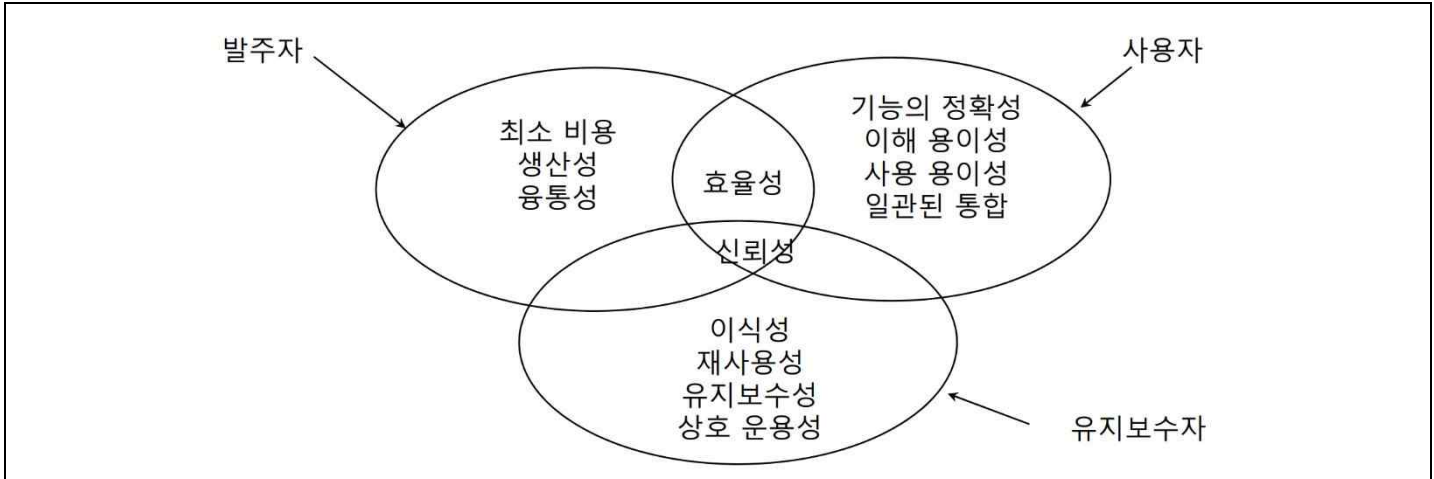 발주자
사용자
최소 비용
생산성
융통성
효율성
기능의 정확성
이해 용이성
사용 용이성
일관된 통합
신뢰성
이식성
재사용성
유지보수성
상호 운용성
유지보수자